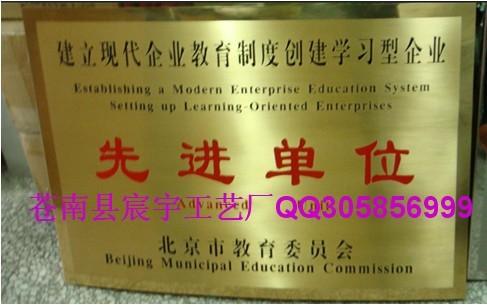 建立现代企业教育制度创建学习型企业
Establishing a Modern Enterprise Education System
Setting up Learning-Oriented Enterprises
先进单位
苍南县宸宇工艺厂QQ305856999
Advanced
北京市教育委员会
Beijing Municipal Education Commission